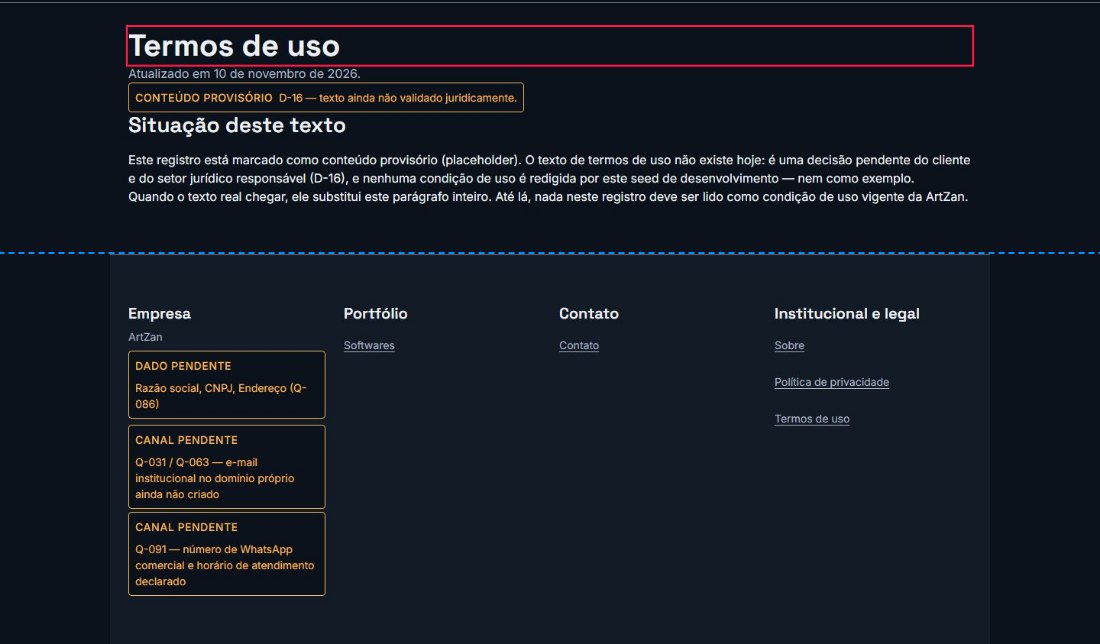 Termos de uso
Atualizado em 10 de novembro de 2026.
CONTEÚDO PROVISÓRIO D-16 — texto ainda não validado juridicamente.
Situação deste texto
Este registro está marcado como conteúdo provisório (placeholder). O texto de termos de uso não existe hoje: é uma decisão pendente do cliente
e do setor jurídico responsável (D-16), e nenhuma condição de uso é redigida por este seed de desenvolvimento — nem como exemplo.
Quando o texto real chegar, ele substitui este parágrafo inteiro. Até lá, nada neste registro deve ser lido como condição de uso vigente da ArtZan.
Empresa
ArtZan
DADO PENDENTE
Razão social, CNPJ, Endereço (Q-
086)
CANAL PENDENTE
Q-031 / Q-063 — e-mail
institucional no domínio próprio
ainda não criado
CANAL PENDENTE
Q-091 — número de WhatsApp
comercial e horário de atendimento
declarado
Portfólio
Softwares
Contato
Contato
Institucional e legal
Sobre
Política de privacidade
Termos de uso